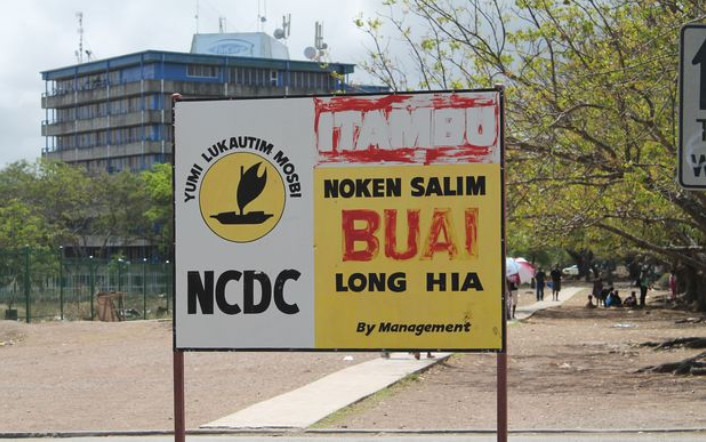 YUMI LUKAUTIM MOSBI
NCDC
ITAMBU
NOKEN SALIM
BUAI
LONG HIA
By Management